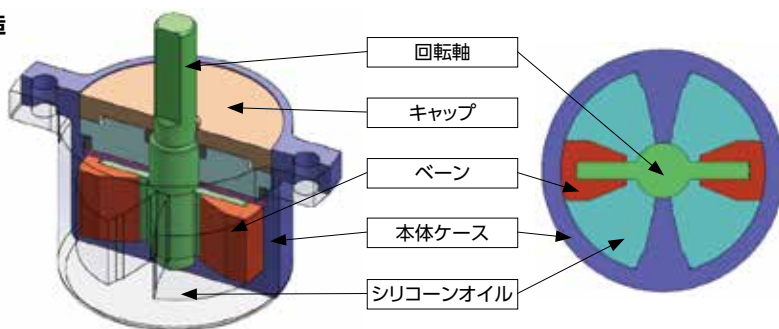 造
回転軸
キャップ
ベーン
本体ケース
シリコーンオイル